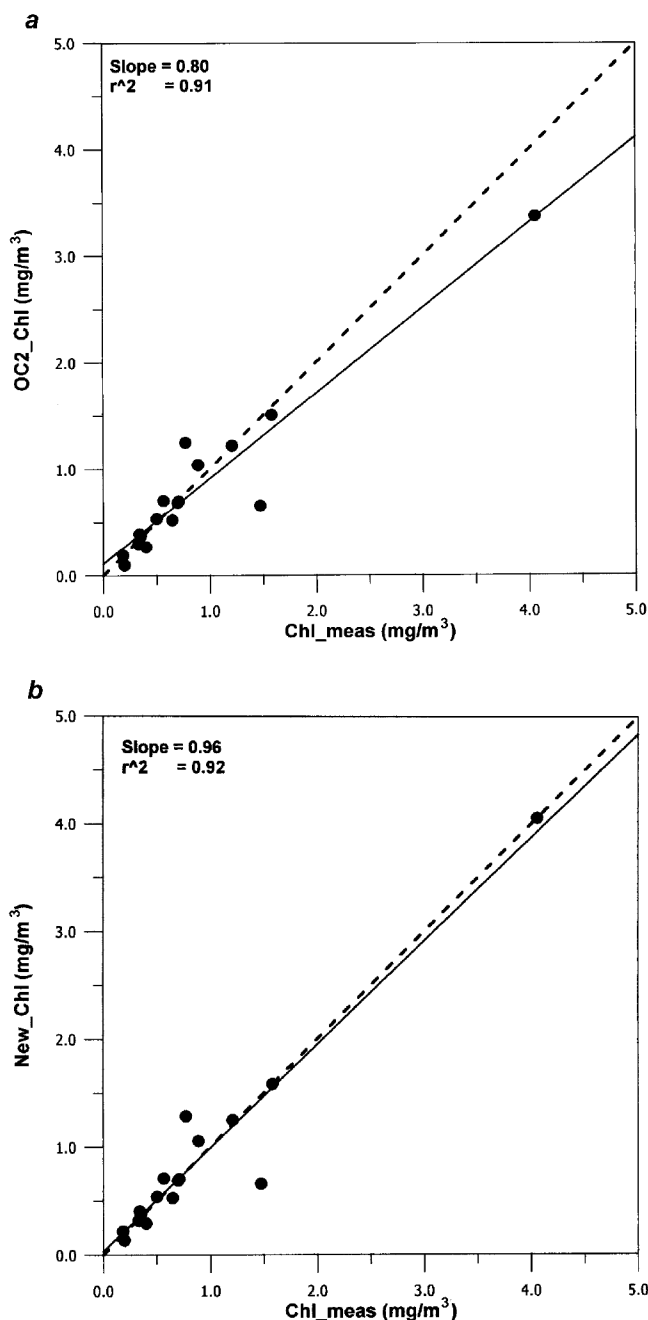 a
5.0
Slope = 0.80
r^2 = 0.91
4.0
3.0
2.0
1.0
0.0
OC2_Chl (mg/m³)
0.0 1.0 2.0 3.0 4.0 5.0
Chl_meas (mg/m³)
b
5.0
Slope = 0.96
r^2 = 0.92
4.0
3.0
2.0
1.0
0.0
New_Chl (mg/m³)
0.0 1.0 2.0 3.0 4.0 5.0
Chl_meas (mg/m³)